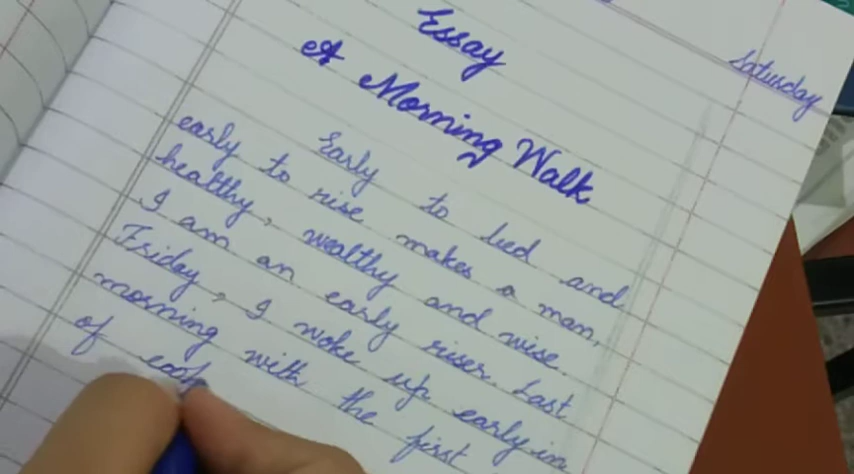 Saturday
Essay
A Morning Walk
Early to bed and
early to rise makes a man,
healthy, wealthy and wise.
I am an early riser. Last
Friday, I woke up early in
morning with the first
of